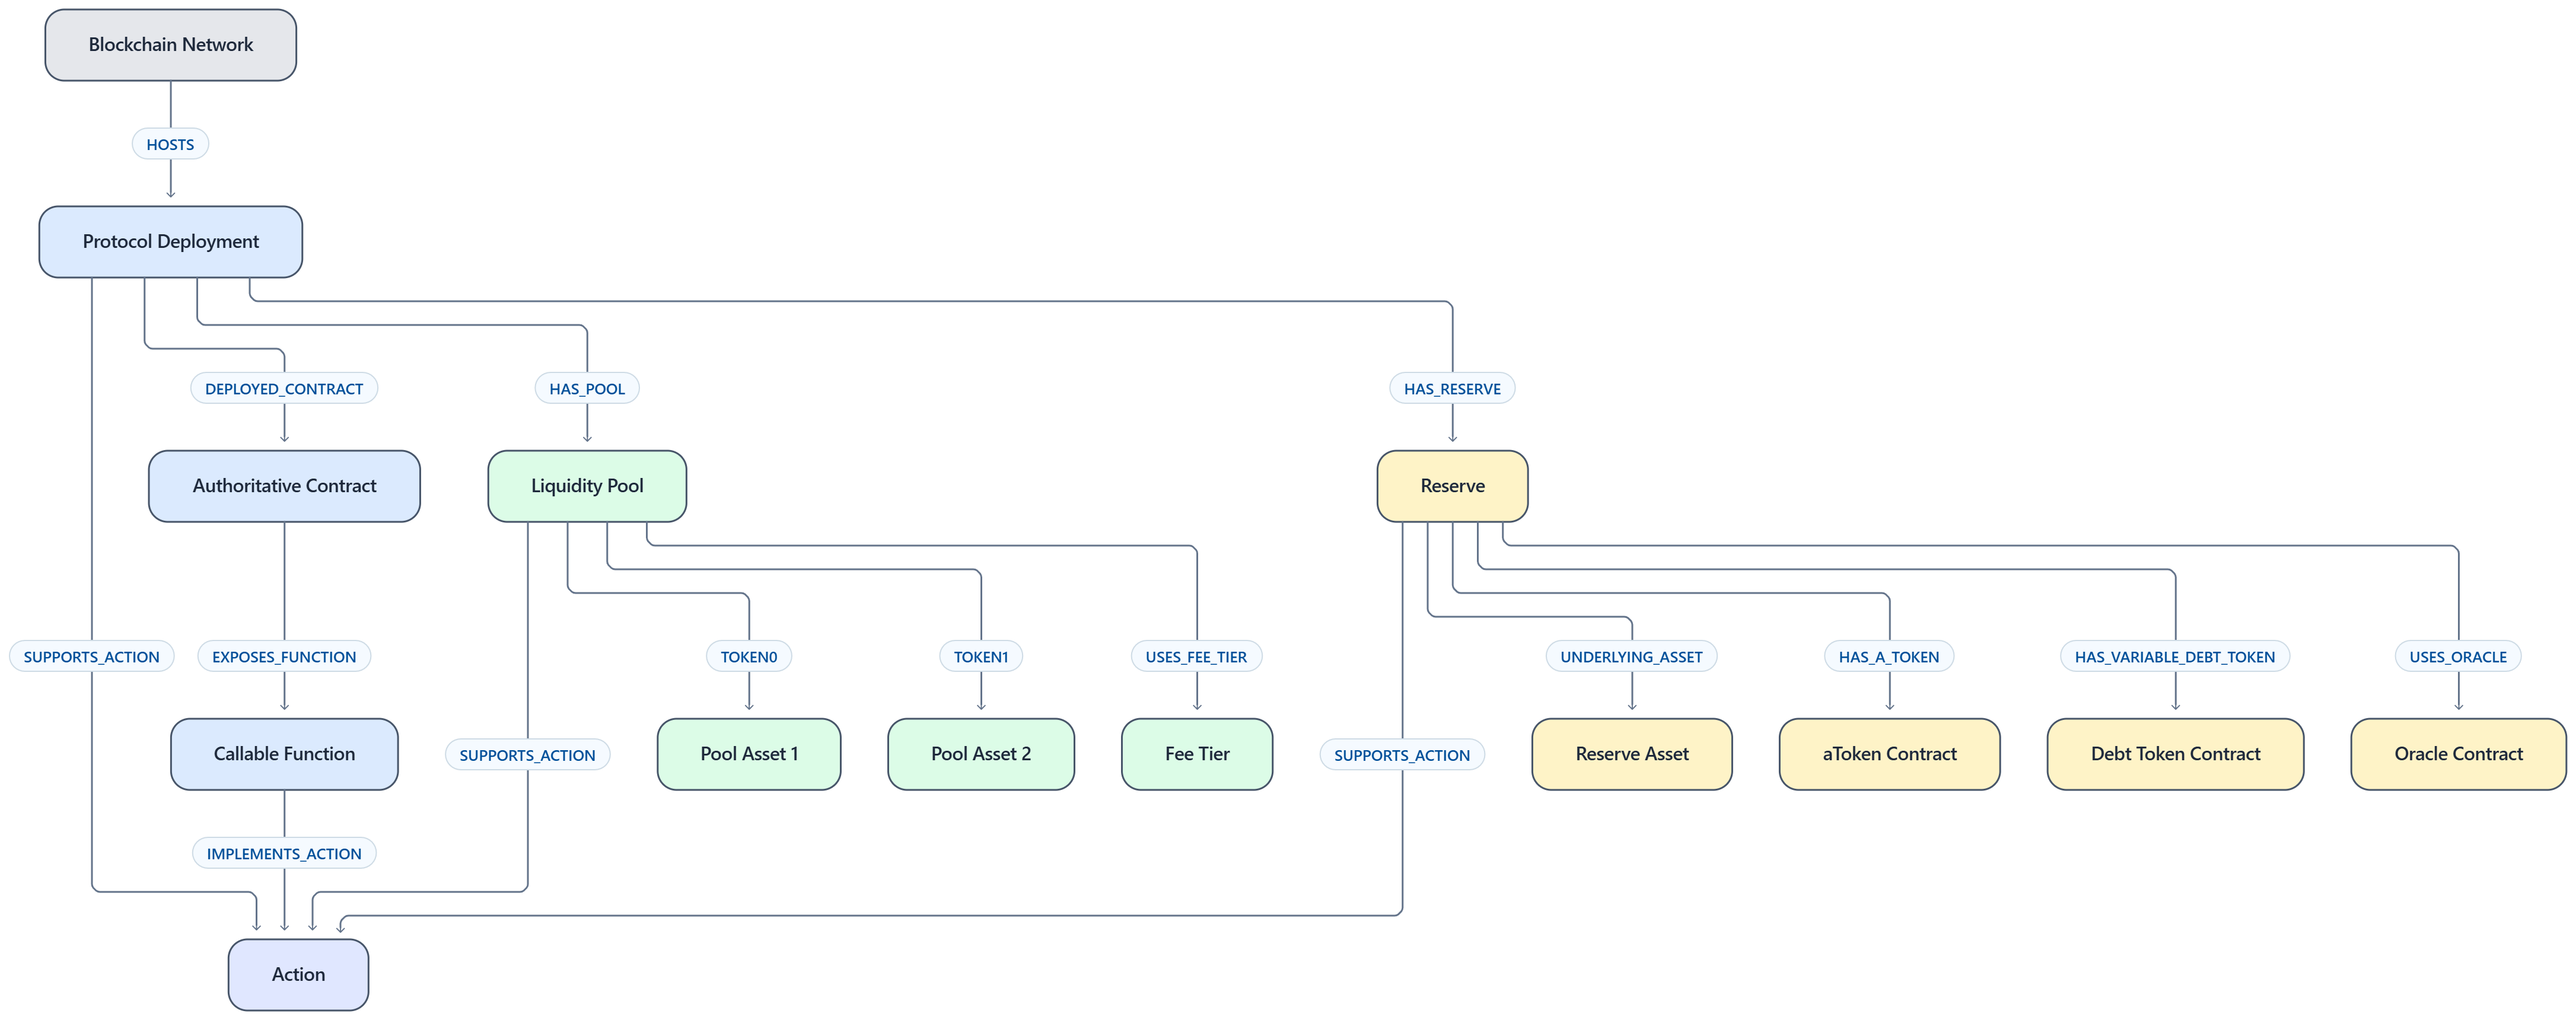 Blockchain Network
HOSTS
Protocol Deployment
DEPLOYED_CONTRACT
HAS_POOL
HAS_RESERVE
Authoritative Contract
Liquidity Pool
Reserve
SUPPORTS_ACTION
EXPOSES_FUNCTION
TOKEN0
TOKEN1
USES_FEE_TIER
UNDERLYING_ASSET
HAS_A_TOKEN
HAS_VARIABLE_DEBT_TOKEN
USES_ORACLE
Callable Function
SUPPORTS_ACTION
Pool Asset 1
Pool Asset 2
Fee Tier
SUPPORTS_ACTION
Reserve Asset
aToken Contract
Debt Token Contract
Oracle Contract
IMPLEMENTS_ACTION
Action